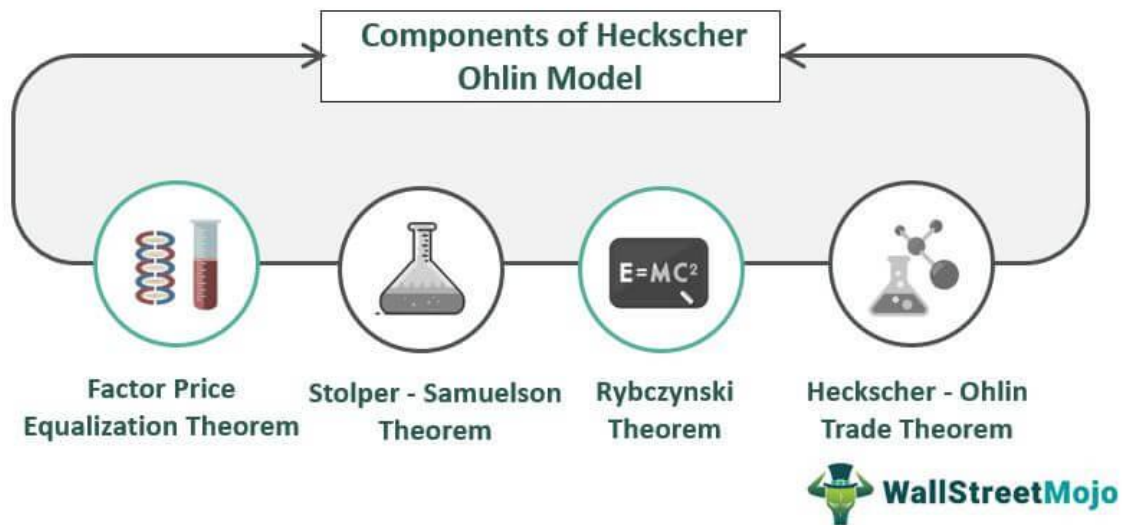 Components of Heckscher
Ohlin Model
E=MC²
Factor Price
Equalization Theorem
Stolper - Samuelson
Theorem
Rybczynski
Theorem
Heckscher - Ohlin
Trade Theorem
WallStreetMojo